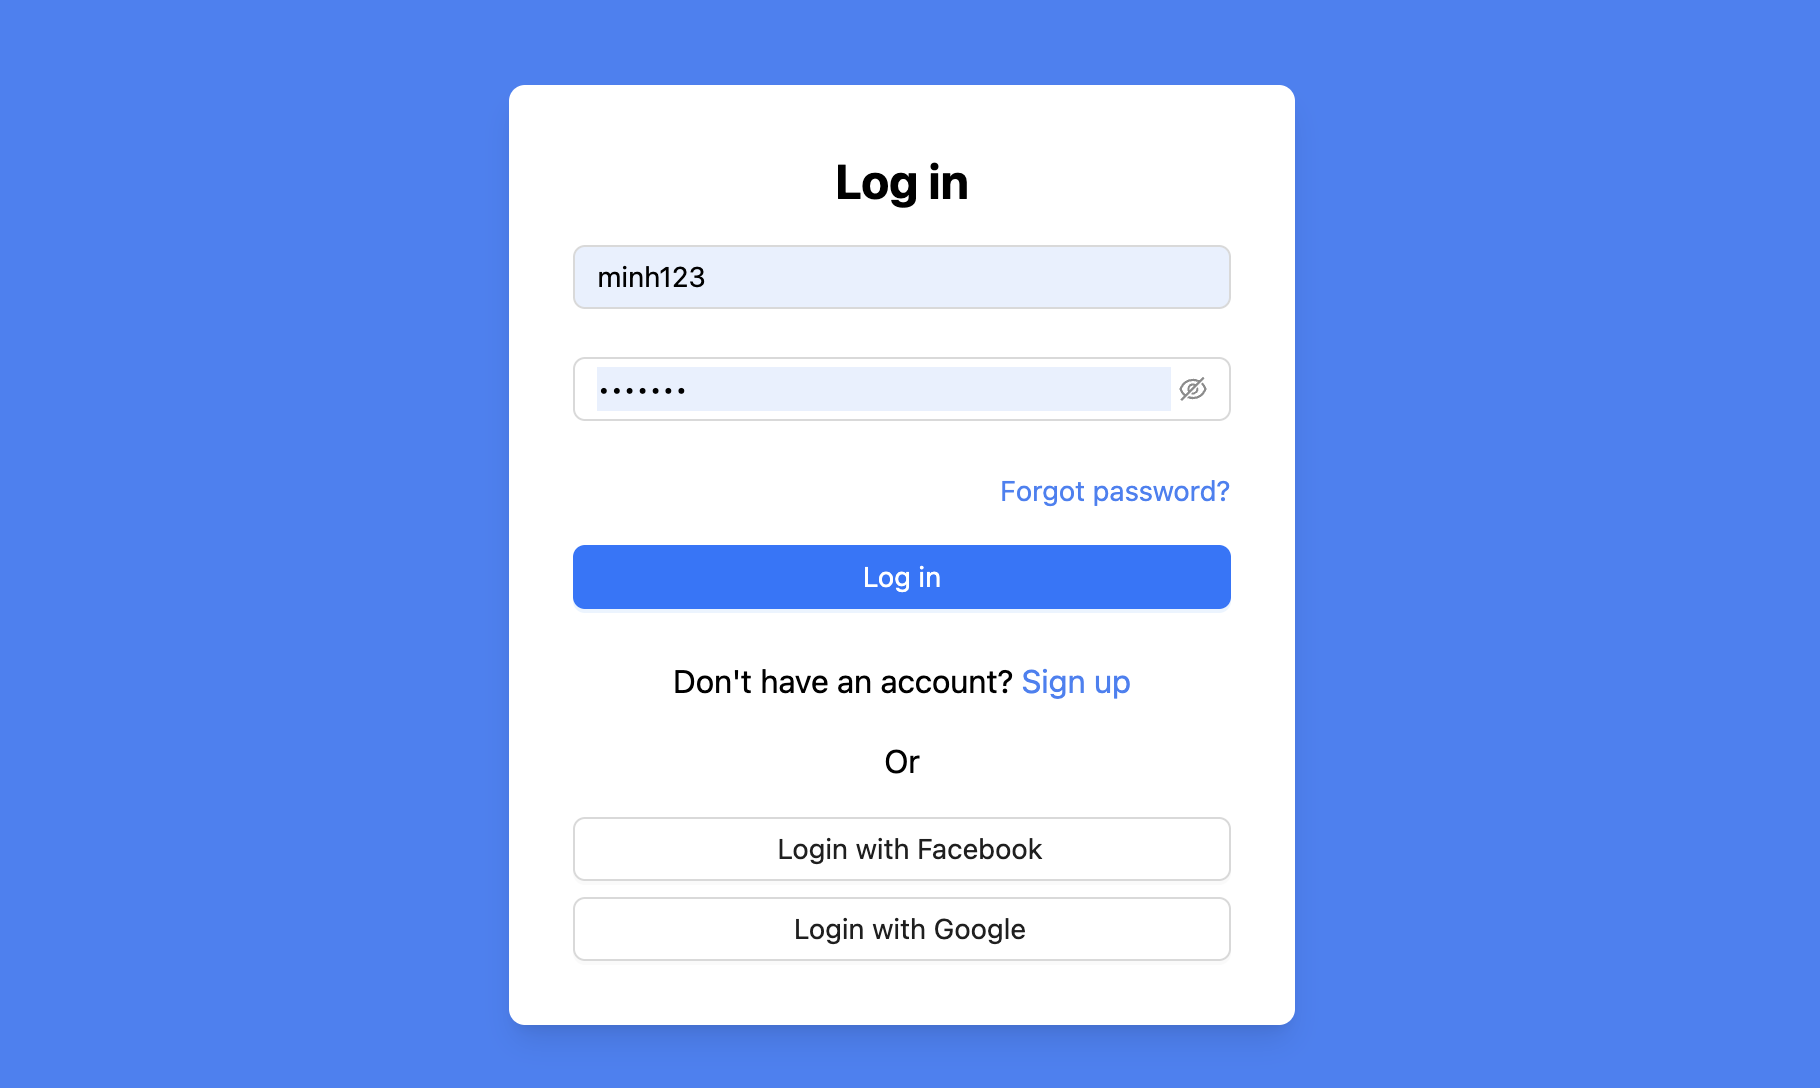 Log in
minh123
•••••••
Forgot password?
Log in
Don't have an account? Sign up
Or
Login with Facebook
Login with Google